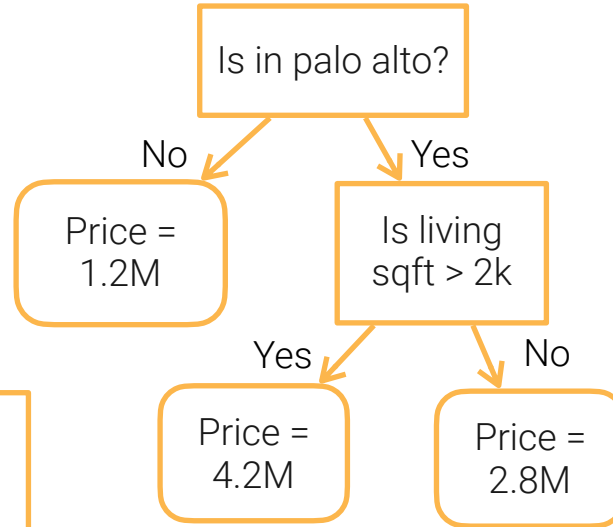 Is in palo alto?
No
Yes
Price =
1.2M
Is living
sqft > 2k
Yes
No
Price =
4.2M
Price =
2.8M